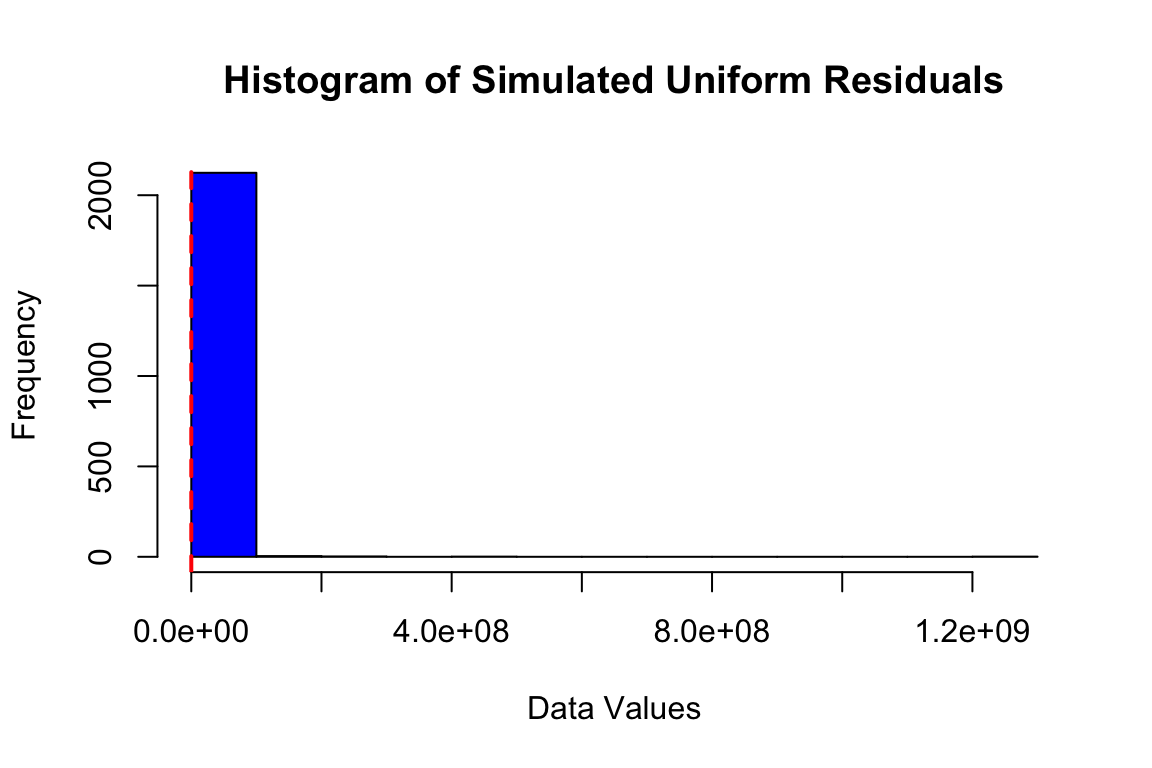 Histogram of Simulated Uniform Residuals
Frequency
2000
1000
500
0
0.0e+00 4.0e+08 8.0e+08 1.2e+09
Data Values